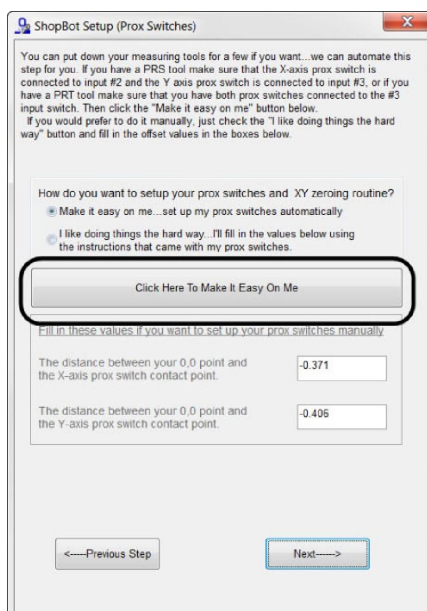 ShopBot Setup (Prox Switches)
X
You can put down your measuring tools for a few if you want...we can automate this
step for you. If you have a PRS tool make sure that the X-axis prox switch is
connected to input #2 and the Y axis prox switch is connected to input #3, or if you
have a PRT tool make sure that you have both prox switches connected to the #3
input switch. Then click the "Make it easy on me" button below.
If you would prefer to do it manually, just check the "I like doing things the hard
way" button and fill in the offset values in the boxes below.
How do you want to setup your prox switches and XY zeroing routine?
Make it easy on me...set up my prox switches automatically
I like doing things the hard way...I'll fill in the values below using
the instructions that came with my prox switches.
Click Here To Make It Easy On Me
Fill in these values if you want to set up your prox switches manually
The distance between your 0,0 point and
the X-axis prox switch contact point.
-0.371
The distance between your 0,0 point and
the Y-axis prox switch contact point.
-0.406
<-----Previous Step
Next------>